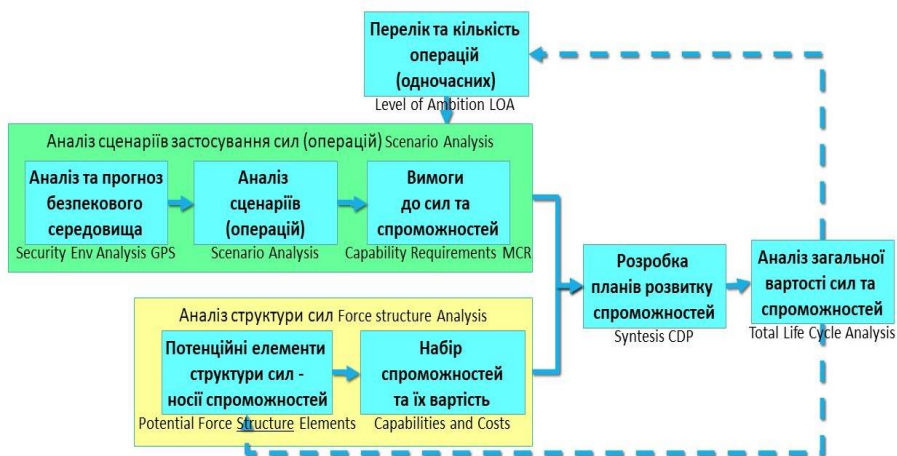 Перелік та кількість
операцій
(одночасних)
Level of Ambition LOA
Аналіз сценаріїв застосування сил (операцій) Scenario Analysis
Аналіз та прогноз
безпекового
середовища
Security Env Analysis GPS
Аналіз
сценаріїв
(операцій)
Scenario Analysis
Вимоги
до сил та
спроможностей
Capability Requirements MCR
Аналіз структури сил Force structure Analysis
Потенційні елементи
структури сил -
носії спроможностей
Potential Force Structure Elements
Набір
спроможностей
та їх вартість
Capabilities and Costs
Розробка
планів розвитку
спроможностей
Syntesis CDP
Аналіз загальної
вартості сил та
спроможностей
Total Life Cycle Analysis